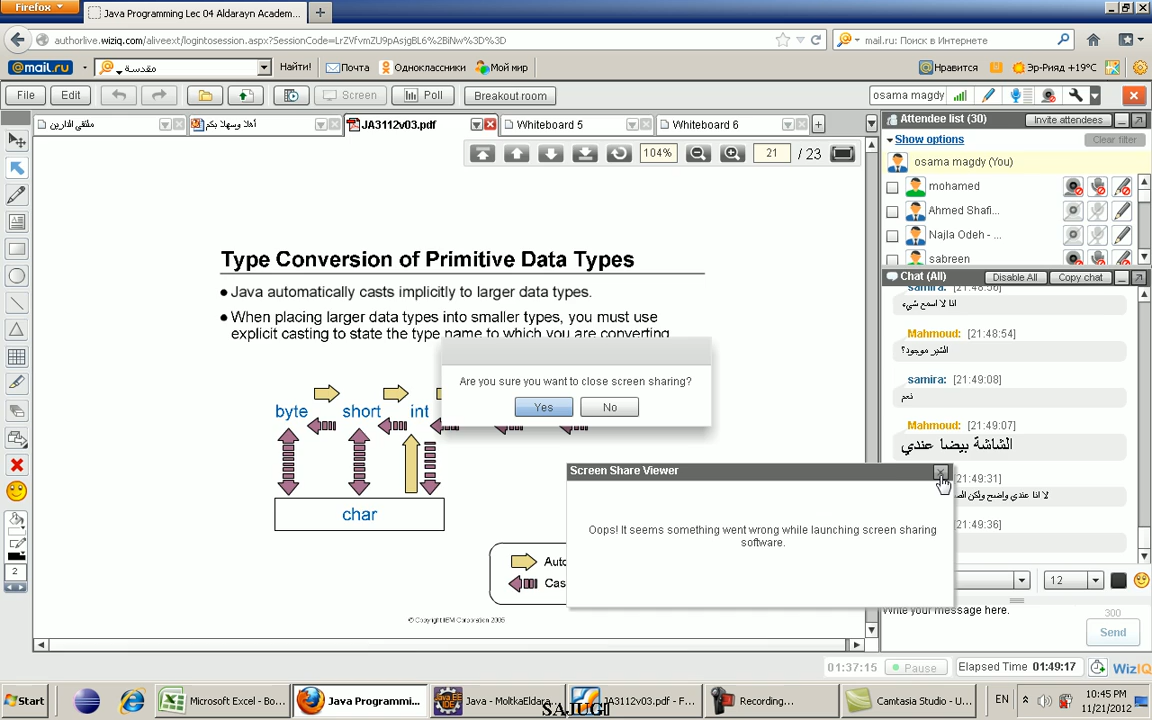 Firefox
Java Programming Lec 04 Aldarayn Academ...
authorlive.wiziq.com/aliveext/logintosession.aspx?SessionCode=LrZVfvmZU9pAsjgBL6%2BiNw%3D%3D
mail.ru: Поиск в Интернете
@mail.ru
مقدسة
Найти!
Почта
Одноклассники
Мой мир
Нравится
Эр-Рияд +19°C
File
Edit
Screen
Poll
Breakout room
osama magdy
ملتقى الدارين
أهلا وسهلا بكم
JA3112v03.pdf
Whiteboard 5
Whiteboard 6
104%
21
/ 23
Attendee list (30)
Invite attendees
Show options
Clear filter
osama magdy (You)
mohamed
Ahmed Shafi...
Najla Odeh - ...
sabreen
Type Conversion of Primitive Data Types
Java automatically casts implicitly to larger data types.
When placing larger data types into smaller types, you must use
explicit casting to state the type name to which you are converting
byte
short
int
char
© Copyright IBM Corporation 2006
Are you sure you want to close screen sharing?
Yes
No
Screen Share Viewer
Oops! It seems something went wrong while launching screen sharing
software.
Chat (All)
Disable All
Copy chat
samira: [21:48:50]
انا لا اسمع شيء
Mahmoud: [21:48:54]
الشير موجود؟
samira: [21:49:08]
نعم
Mahmoud: [21:49:07]
الشاشة بيضا عندي
:49:31]
لا انا عندي واضح ولكن
:49:36]
12
Write your message here.
300
Send
2
01:37:15
Pause
Elapsed Time
01:49:17
WizIQ
Start
Microsoft Excel - Bo...
Java Programmi...
Java - MoltkaEldara...
JA3112v03.pdf - F...
Recording...
Camtasia Studio - U...
EN
10:45 PM
11/21/2012